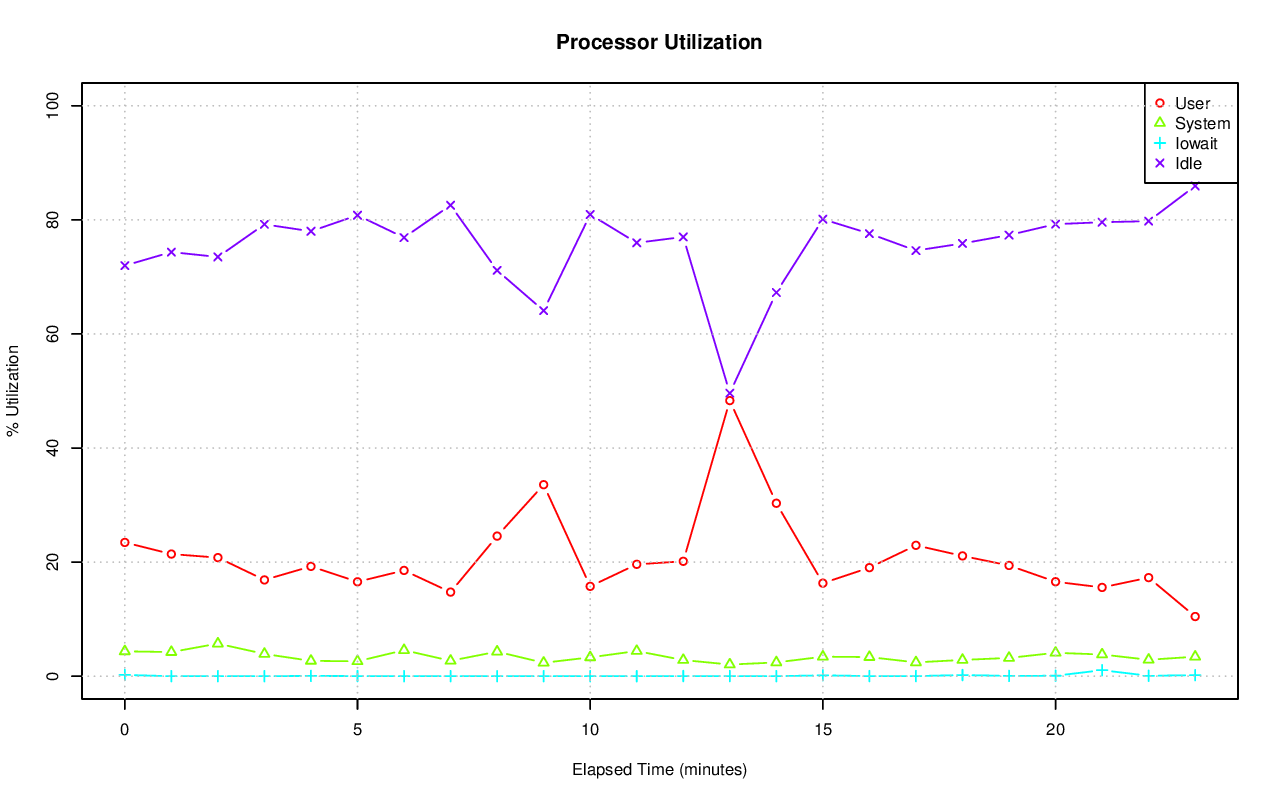 Processor Utilization
% Utilization
100
80
60
40
20
0
User
System
Iowait
Idle
0 5 10 15 20
Elapsed Time (minutes)